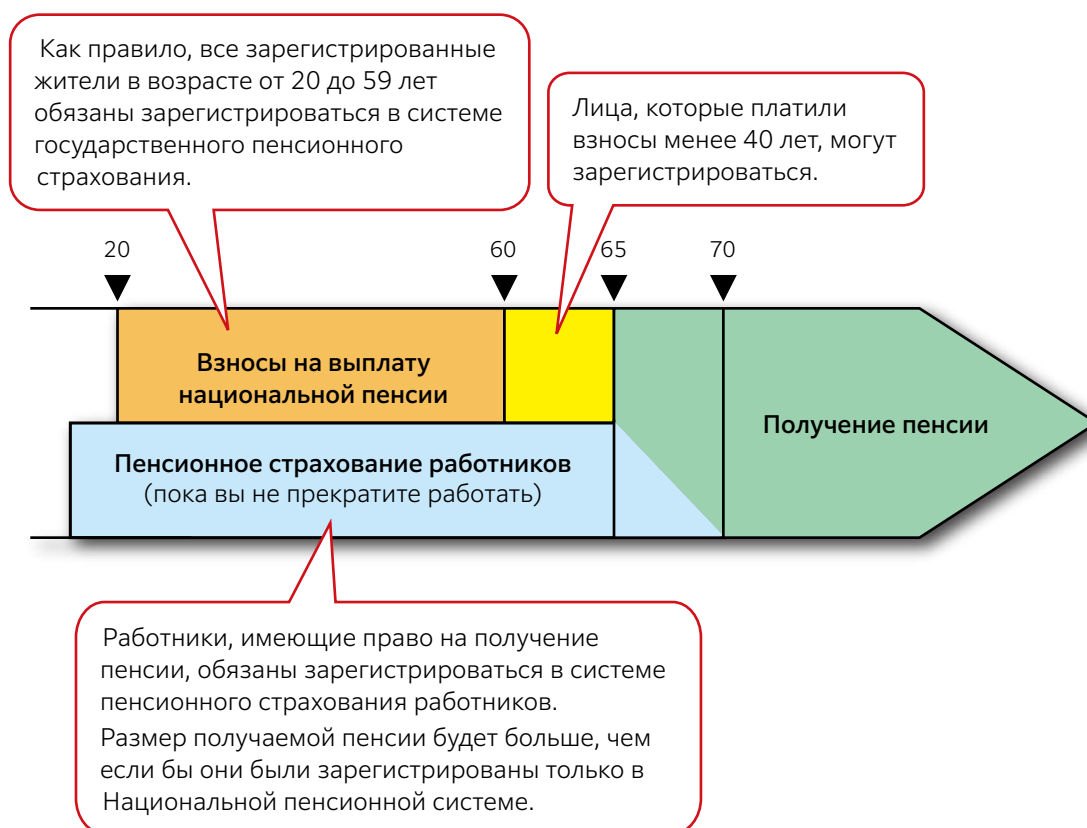 Как правило, все зарегистрированные
жители в возрасте от 20 до 59 лет
обязаны зарегистрироваться в системе
государственного пенсионного
страхования.
Лица, которые платили
взносы менее 40 лет, могут
зарегистрироваться.
20
60
65
70
Взносы на выплату
национальной пенсии
Получение пенсии
Пенсионное страхование работников
(пока вы не прекратите работать)
Работники, имеющие право на получение
пенсии, обязаны зарегистрироваться в системе
пенсионного страхования работников.
Размер получаемой пенсии будет больше, чем
если бы они были зарегистрированы только в
Национальной пенсионной системе.